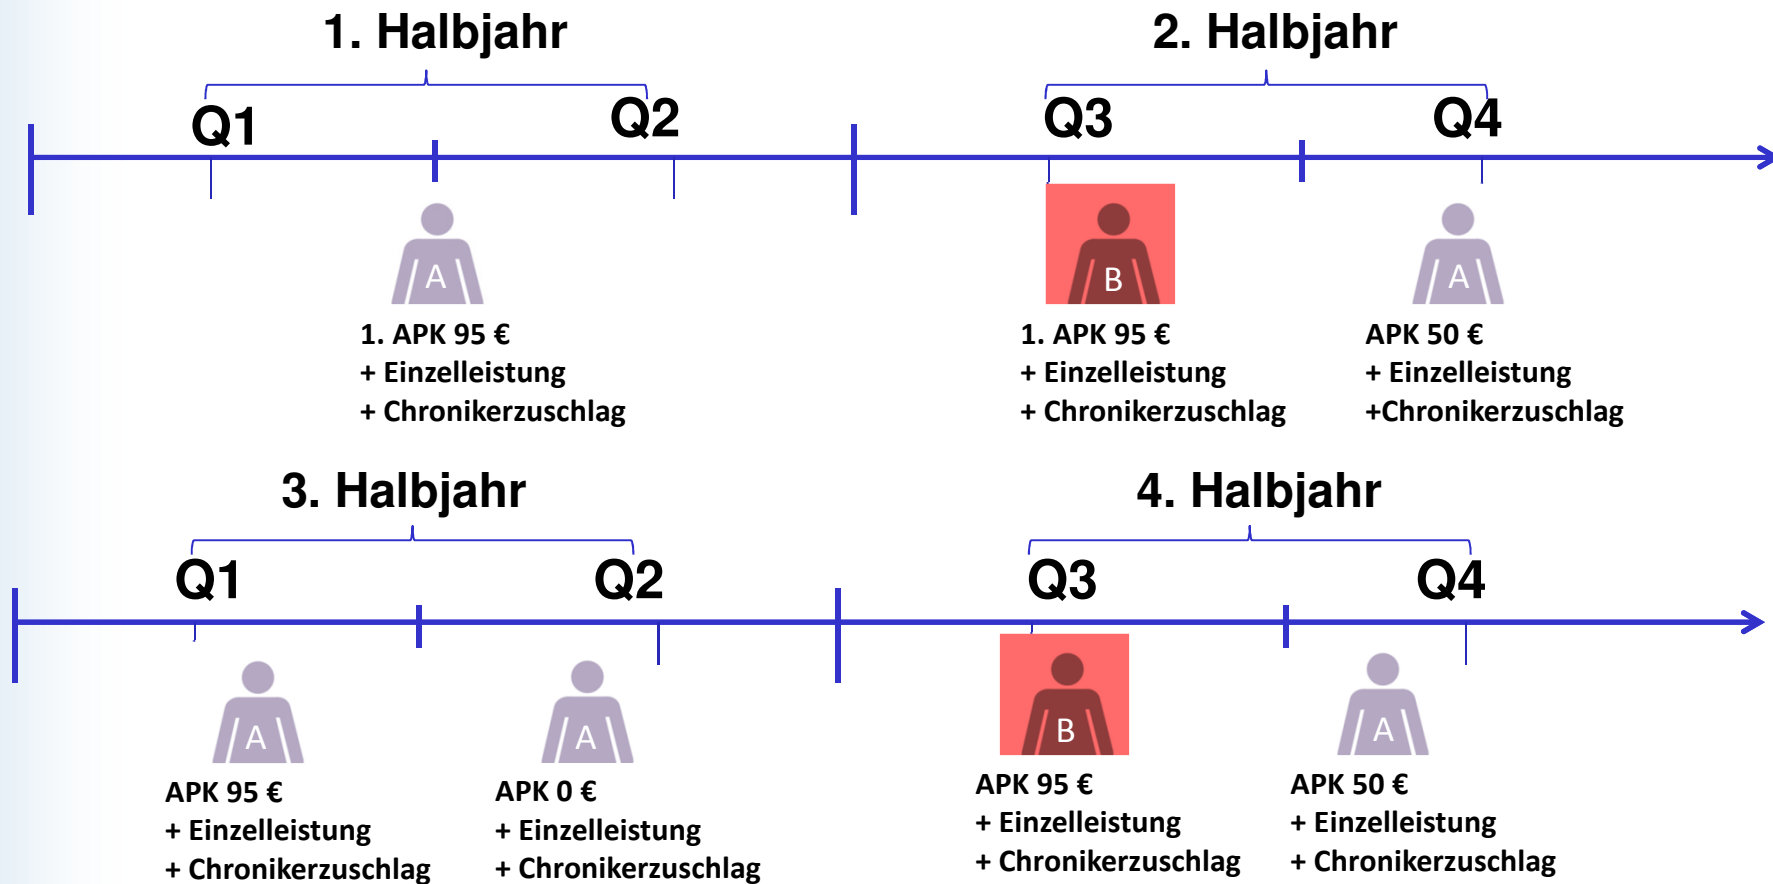 1. Halbjahr
2. Halbjahr
Q1
Q2
Q3
Q4
A
1. APK 95 €
+ Einzelleistung
+ Chronikerzuschlag
B
1. APK 95 €
+ Einzelleistung
+ Chronikerzuschlag
A
APK 50 €
+ Einzelleistung
+Chronikerzuschlag
3. Halbjahr
4. Halbjahr
Q1
Q2
Q3
Q4
A
APK 95 €
+ Einzelleistung
+ Chronikerzuschlag
A
APK 0 €
+ Einzelleistung
+ Chronikerzuschlag
B
APK 95 €
+ Einzelleistung
+ Chronikerzuschlag
A
APK 50 €
+ Einzelleistung
+ Chronikerzuschlag